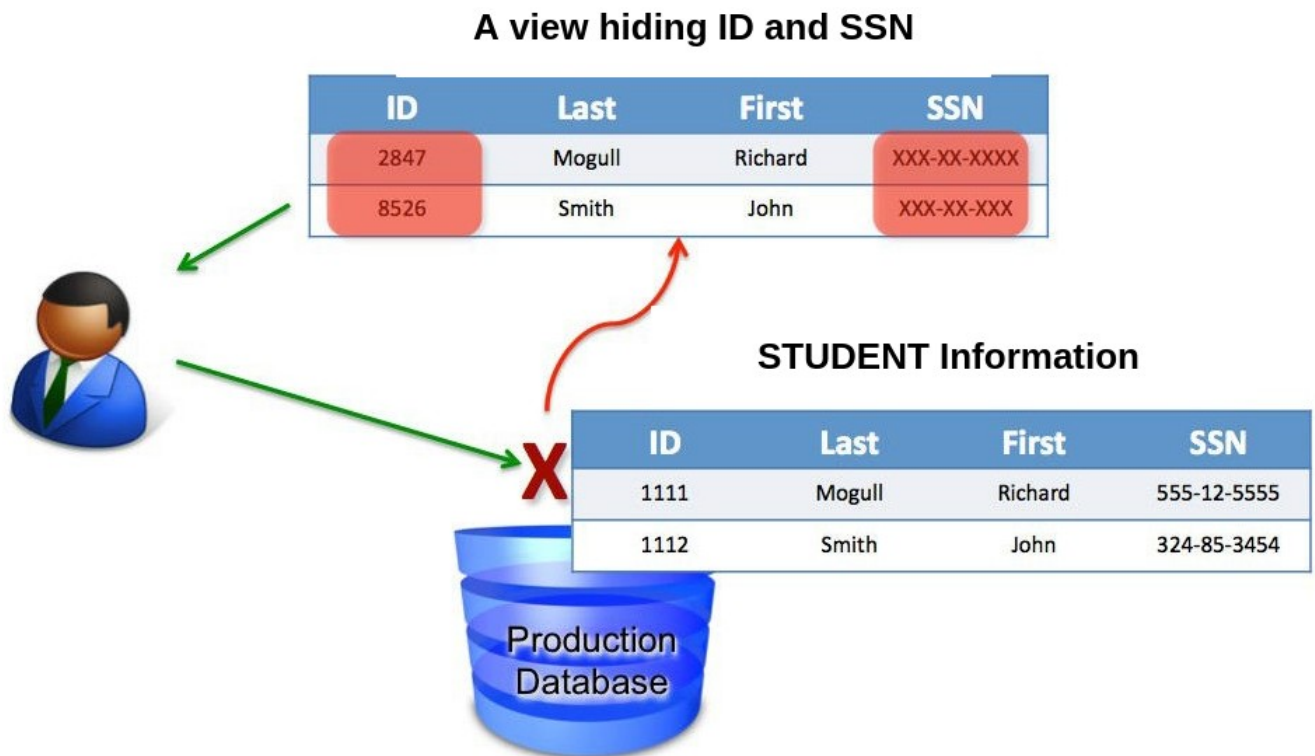 A view hiding ID and SSN
ID Last First SSN
2847 Mogull Richard XXX-XX-XXXX
8526 Smith John XXX-XX-XXX
STUDENT Information
ID Last First SSN
1111 Mogull Richard 555-12-5555
1112 Smith John 324-85-3454
X
Production
Database